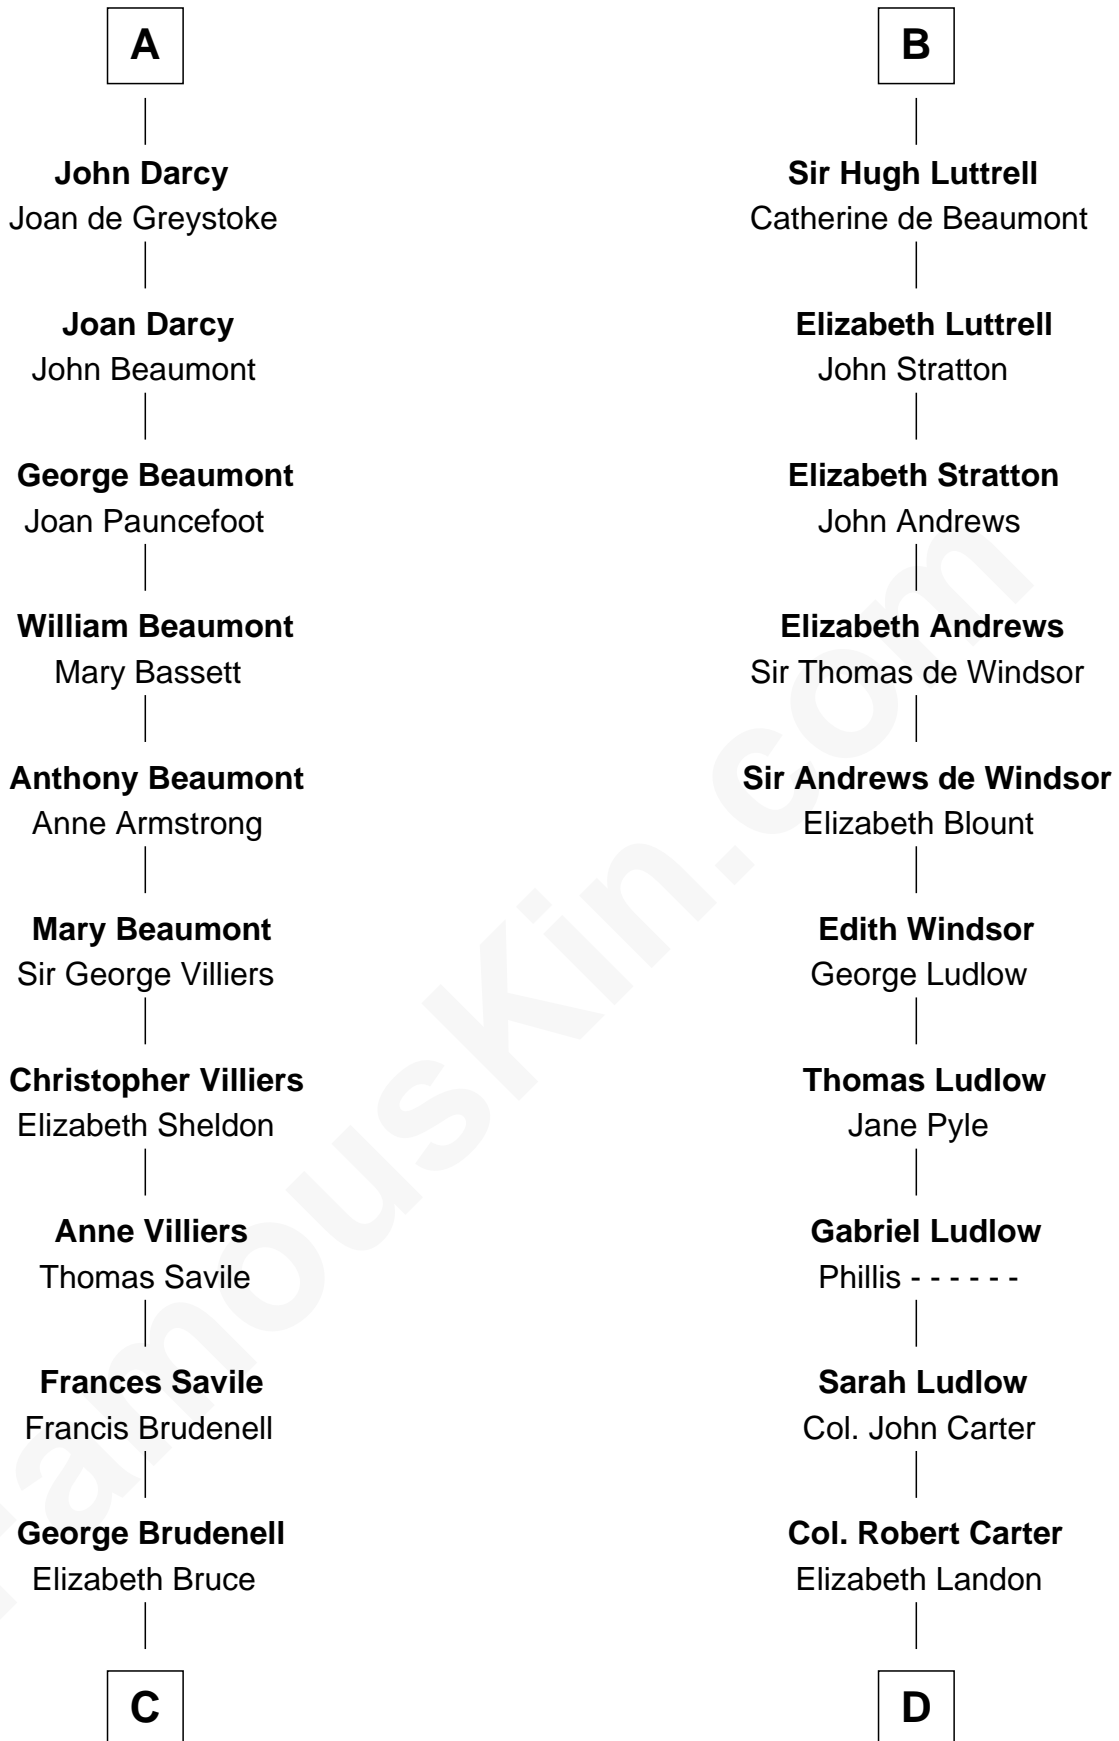 A
John Darcy
Joan de Greystoke
Joan Darcy
John Beaumont
George Beaumont
Joan Pauncefoot
William Beaumont
Mary Bassett
Anthony Beaumont
Anne Armstrong
Mary Beaumont
Sir George Villiers
Christopher Villiers
Elizabeth Sheldon
Anne Villiers
Thomas Savile
Frances Savile
Francis Brudenell
George Brudenell
Elizabeth Bruce
C
B
Sir Hugh Luttrell
Catherine de Beaumont
Elizabeth Luttrell
John Stratton
Elizabeth Stratton
John Andrews
Elizabeth Andrews
Sir Thomas de Windsor
Sir Andrews de Windsor
Elizabeth Blount
Edith Windsor
George Ludlow
Thomas Ludlow
Jane Pyle
Gabriel Ludlow
Phillis - - - - - -
Sarah Ludlow
Col. John Carter
Col. Robert Carter
Elizabeth Landon
D
FamousKin.com